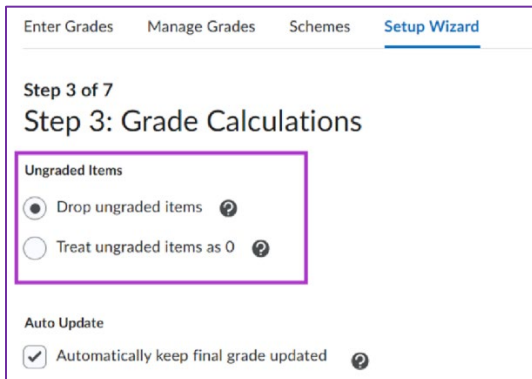 Enter Grades Manage Grades Schemes Setup Wizard
Step 3 of 7
Step 3: Grade Calculations
Ungraded Items
Drop ungraded items ?
Treat ungraded items as 0 ?
Auto Update
Automatically keep final grade updated ?